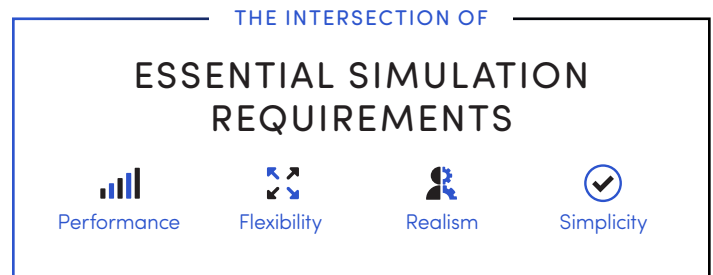 THE INTERSECTION OF
ESSENTIAL SIMULATION
REQUIREMENTS
Performance
Flexibility
Realism
Simplicity